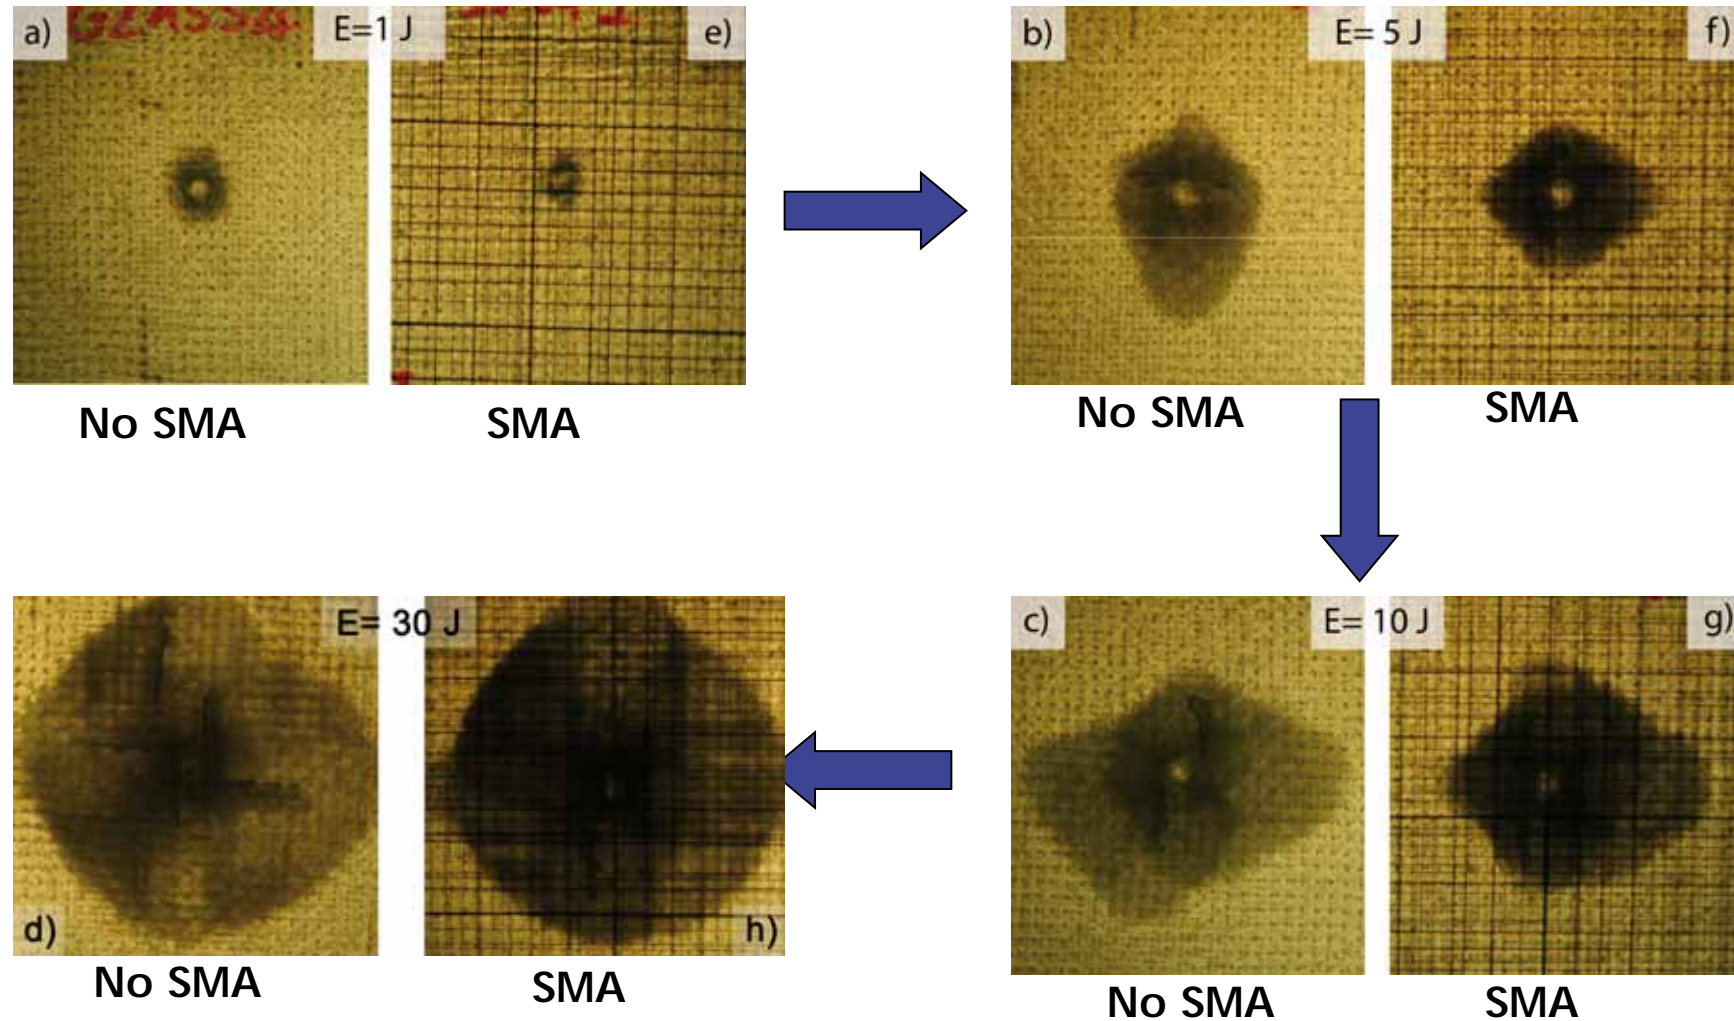 a)
E=1 J
e)
No SMA
SMA
b)
E= 5 J
f)
No SMA
SMA
c)
E= 10 J
g)
No SMA
SMA
E= 30 J
d)
h)
No SMA
SMA